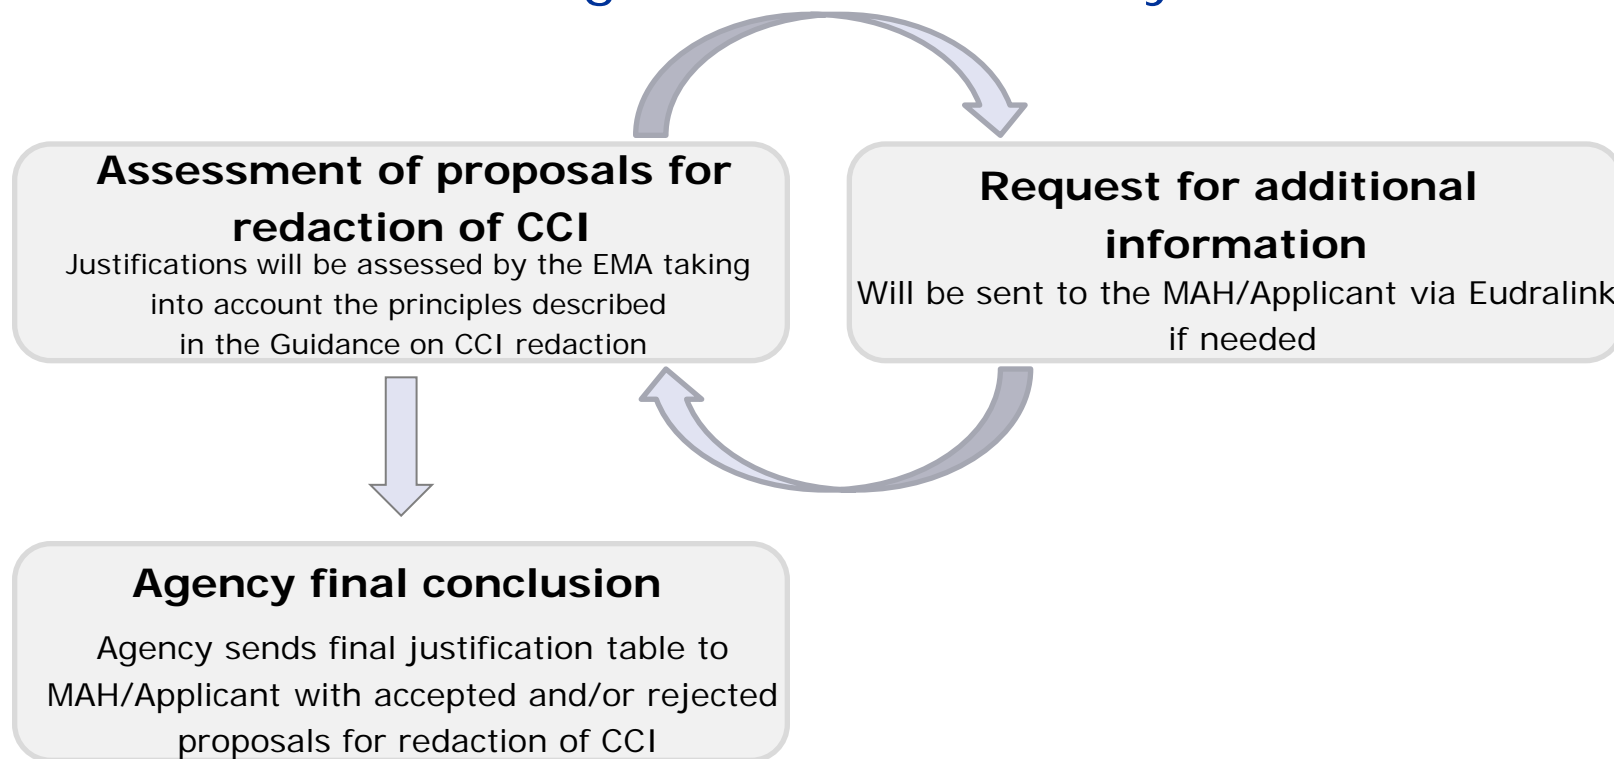 Assessment of proposals for
redaction of CCI
Justifications will be assessed by the EMA taking
into account the principles described
in the Guidance on CCI redaction
Request for additional
information
Will be sent to the MAH/Applicant via Eudralink
if needed
Agency final conclusion
Agency sends final justification table to
MAH/Applicant with accepted and/or rejected
proposals for redaction of CCI